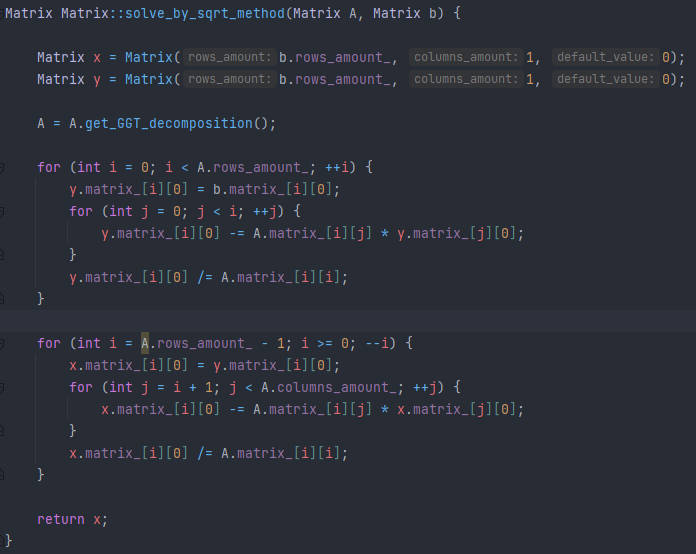 Matrix Matrix::solve_by_sqrt_method(Matrix A, Matrix b) {
    Matrix x = Matrix( rows_amount: b.rows_amount_, columns_amount: 1, default_value: 0);
    Matrix y = Matrix( rows_amount: b.rows_amount_, columns_amount: 1, default_value: 0);
    A = A.get_GGT_decomposition();
    for (int i = 0; i < A.rows_amount_; ++i) {
        y.matrix_[i][0] = b.matrix_[i][0];
        for (int j = 0; j < i; ++j) {
            y.matrix_[i][0] -= A.matrix_[i][j] * y.matrix_[j][0];
        }
        y.matrix_[i][0] /= A.matrix_[i][i];
    }
    for (int i = A.rows_amount_ - 1; i >= 0; --i) {
        x.matrix_[i][0] = y.matrix_[i][0];
        for (int j = i + 1; j < A.columns_amount_; ++j) {
            x.matrix_[i][0] -= A.matrix_[i][j] * x.matrix_[j][0];
        }
        x.matrix_[i][0] /= A.matrix_[i][i];
    }
    return x;
}